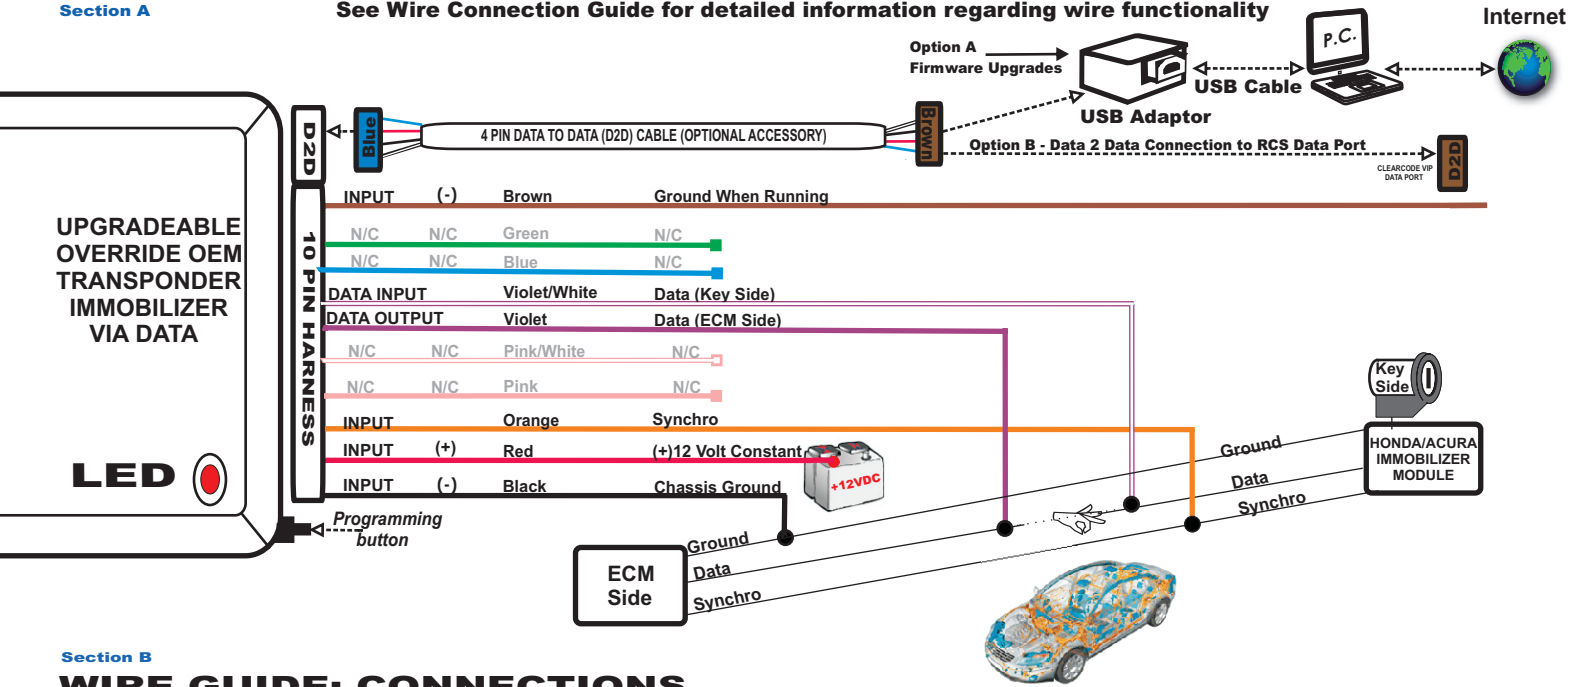 Section A
See Wire Connection Guide for detailed information regarding wire functionality
Internet
P.C.
Option A
Firmware Upgrades
USB Cable
USB Adaptor
D2D
Blue
4 PIN DATA TO DATA (D2D) CABLE (OPTIONAL ACCESSORY)
Brown
Option B - Data 2 Data Connection to RCS Data Port
CLEARCODE VIP
DATA PORT
D2D
10 PIN HARNESS
INPUT (-) Brown Ground When Running
N/C N/C Green N/C
N/C N/C Blue N/C
DATA INPUT Violet/White Data (Key Side)
DATA OUTPUT Violet Data (ECM Side)
N/C N/C Pink/White N/C
N/C N/C Pink N/C
INPUT Orange Synchro
INPUT (+) Red (+)12 Volt Constant
INPUT (-) Black Chassis Ground
UPGRADEABLE
OVERRIDE OEM
TRANSPONDER
IMMOBILIZER
VIA DATA
LED
Programming
button
+12VDC
Key
Side
HONDA/ACURA
IMMOBILIZER
MODULE
Ground
Data
Synchro
ECM
Side
Ground
Data
Synchro
Section B
WIRE GUIDE: CONNECTIONS